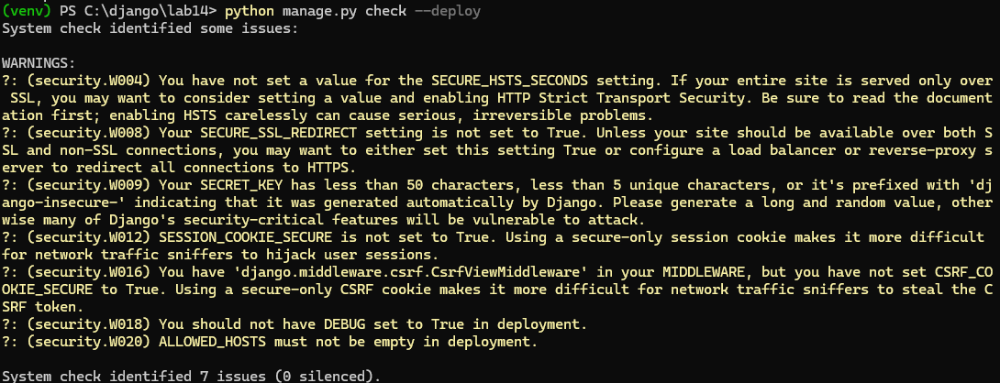 (venv) PS C:\django\lab14> python manage.py check --deploy
System check identified some issues:
WARNINGS:
?: (security.W004) You have not set a value for the SECURE_HSTS_SECONDS setting. If your entire site is served only over
 SSL, you may want to consider setting a value and enabling HTTP Strict Transport Security. Be sure to read the document
ation first; enabling HSTS carelessly can cause serious, irreversible problems.
?: (security.W008) Your SECURE_SSL_REDIRECT setting is not set to True. Unless your site should be available over both S
SL and non-SSL connections, you may want to either set this setting True or configure a load balancer or reverse-proxy s
erver to redirect all connections to HTTPS.
?: (security.W009) Your SECRET_KEY has less than 50 characters, less than 5 unique characters, or it's prefixed with 'dj
ango-insecure-' indicating that it was generated automatically by Django. Please generate a long and random value, other
wise many of Django's security-critical features will be vulnerable to attack.
?: (security.W012) SESSION_COOKIE_SECURE is not set to True. Using a secure-only session cookie makes it more difficult
for network traffic sniffers to hijack user sessions.
?: (security.W016) You have 'django.middleware.csrf.CsrfViewMiddleware' in your MIDDLEWARE, but you have not set CSRF_CO
OKIE_SECURE to True. Using a secure-only CSRF cookie makes it more difficult for network traffic sniffers to steal the C
SRF token.
?: (security.W018) You should not have DEBUG set to True in deployment.
?: (security.W020) ALLOWED_HOSTS must not be empty in deployment.
System check identified 7 issues (0 silenced).